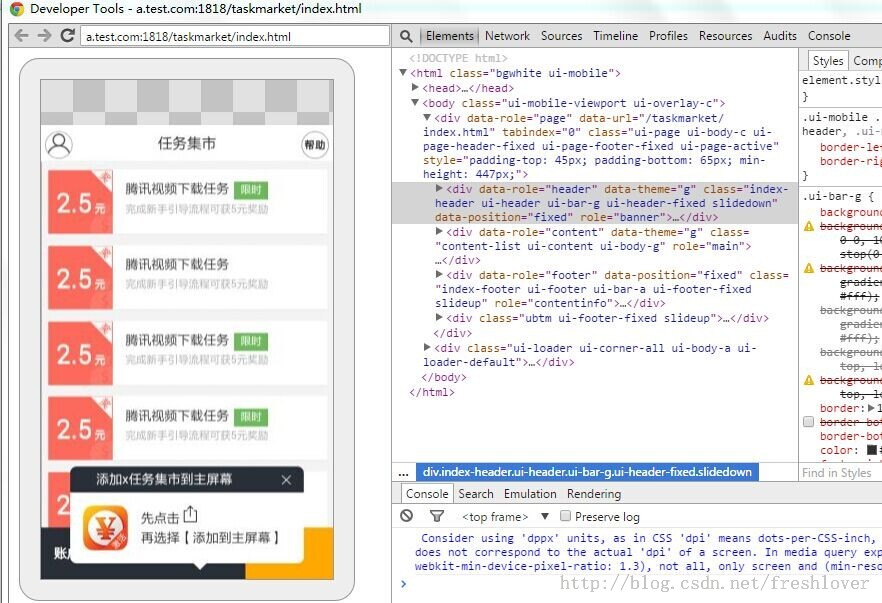 Developer Tools - a.test.com:1818/taskmarket/index.html
a.test.com:1818/taskmarket/index.html
Elements Network Sources Timeline Profiles Resources Audits Console
任务集市
帮助
2.5元
腾讯视频下载任务 限时
完成新手引导流程可获5元奖励
2.5元
腾讯视频下载任务
完成新手引导流程可获5元奖励
2.5元
腾讯视频下载任务 限时
完成新手引导流程可获5元奖励
2.5元
腾讯视频下载任务 限时
完成新手引导流程可获5元奖励
2
添加x任务集市到主屏幕
先点击
再选择【添加到主屏幕】
账
<!DOCTYPE html>
<html class="bgwhite ui-mobile">
<head>…</head>
<body class="ui-mobile-viewport ui-overlay-c">
<div data-role="page" data-url="/taskmarket/
index.html" tabindex="0" class="ui-page ui-body-c ui-
page-header-fixed ui-page-footer-fixed ui-page-active"
style="padding-top: 45px; padding-bottom: 65px; min-
height: 447px;">
<div data-role="header" data-theme="g" class="index-
header ui-header ui-bar-g ui-header-fixed slidedown"
data-position="fixed" role="banner">…</div>
<div data-role="content" data-theme="g" class=
"content-list ui-content ui-body-g" role="main">
…</div>
<div data-role="footer" data-position="fixed" class=
"index-footer ui-footer ui-bar-a ui-footer-fixed
slideup" role="contentinfo">…</div>
<div class="ubtm ui-footer-fixed slideup">…</div>
</div>
<div class="ui-loader ui-corner-all ui-body-a ui-
loader-default">…</div>
</body>
</html>
... div.index-header.ui-header.ui-bar-g.ui-header-fixed.slidedown
Styles Comp
element.styl
}
.ui-mobile .
header, .ui-m
border-le
border-rig
}
.ui-bar-g {
background
background
0 0, 10
stop(0
background
gradien
#fff);
background
gradien
#fff);
background
top, l
background
top, lo
border: 1
border-bot
border-bot
color: #
Find in Styles
Console Search Emulation Rendering
<top frame> Preserve log
Consider using 'dppx' units, as in CSS 'dpi' means dots-per-CSS-inch,
does not correspond to the actual 'dpi' of a screen. In media query exp
webkit-min-device-pixel-ratio: 1.3), not all, only screen and (min-reso
>
http://blog.csdn.net/freshlover